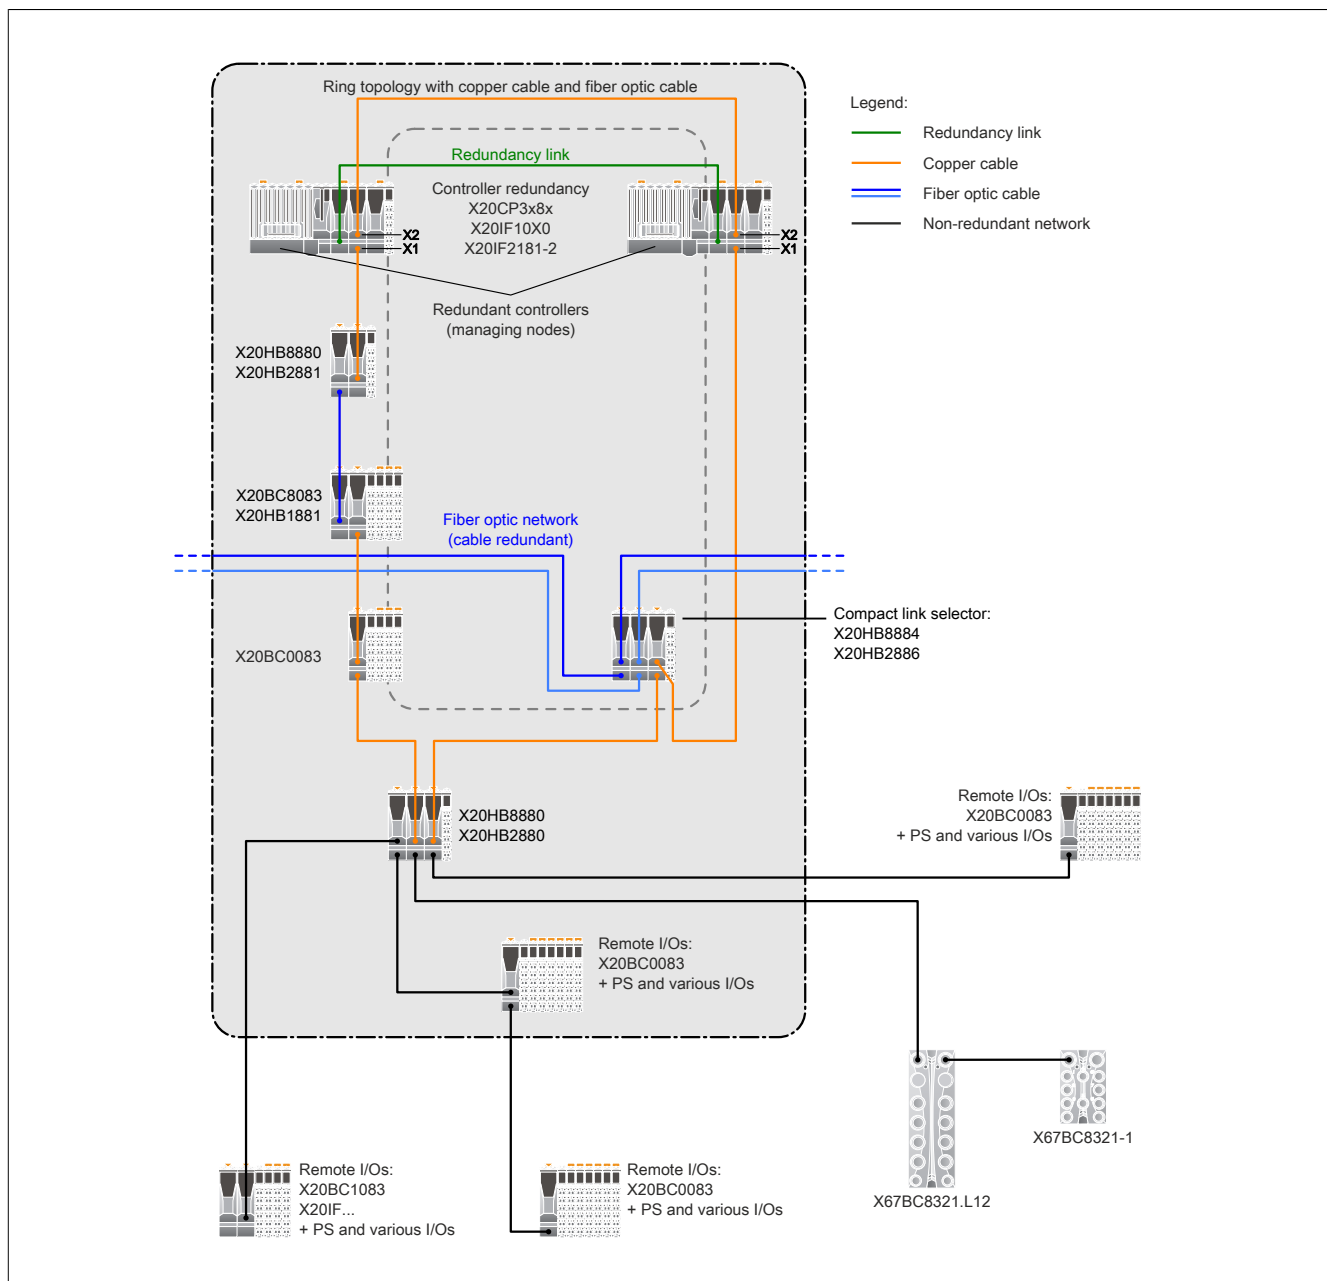 Ring topology with copper cable and fiber optic cable
Legend:
Redundancy link
Copper cable
Fiber optic cable
Non-redundant network
Redundancy link
Controller redundancy
X20CP3x8x
X20IF10X0
X20IF2181-2
X2
X1
X2
X1
Redundant controllers
(managing nodes)
X20HB8880
X20HB2881
X20BC8083
X20HB1881
Fiber optic network
(cable redundant)
X20BC0083
Compact link selector:
X20HB8884
X20HB2886
X20HB8880
X20HB2880
Remote I/Os:
X20BC0083
+ PS and various I/Os
Remote I/Os:
X20BC0083
+ PS and various I/Os
X67BC8321-1
X67BC8321.L12
Remote I/Os:
X20BC1083
X20IF...
+ PS and various I/Os
Remote I/Os:
X20BC0083
+ PS and various I/Os